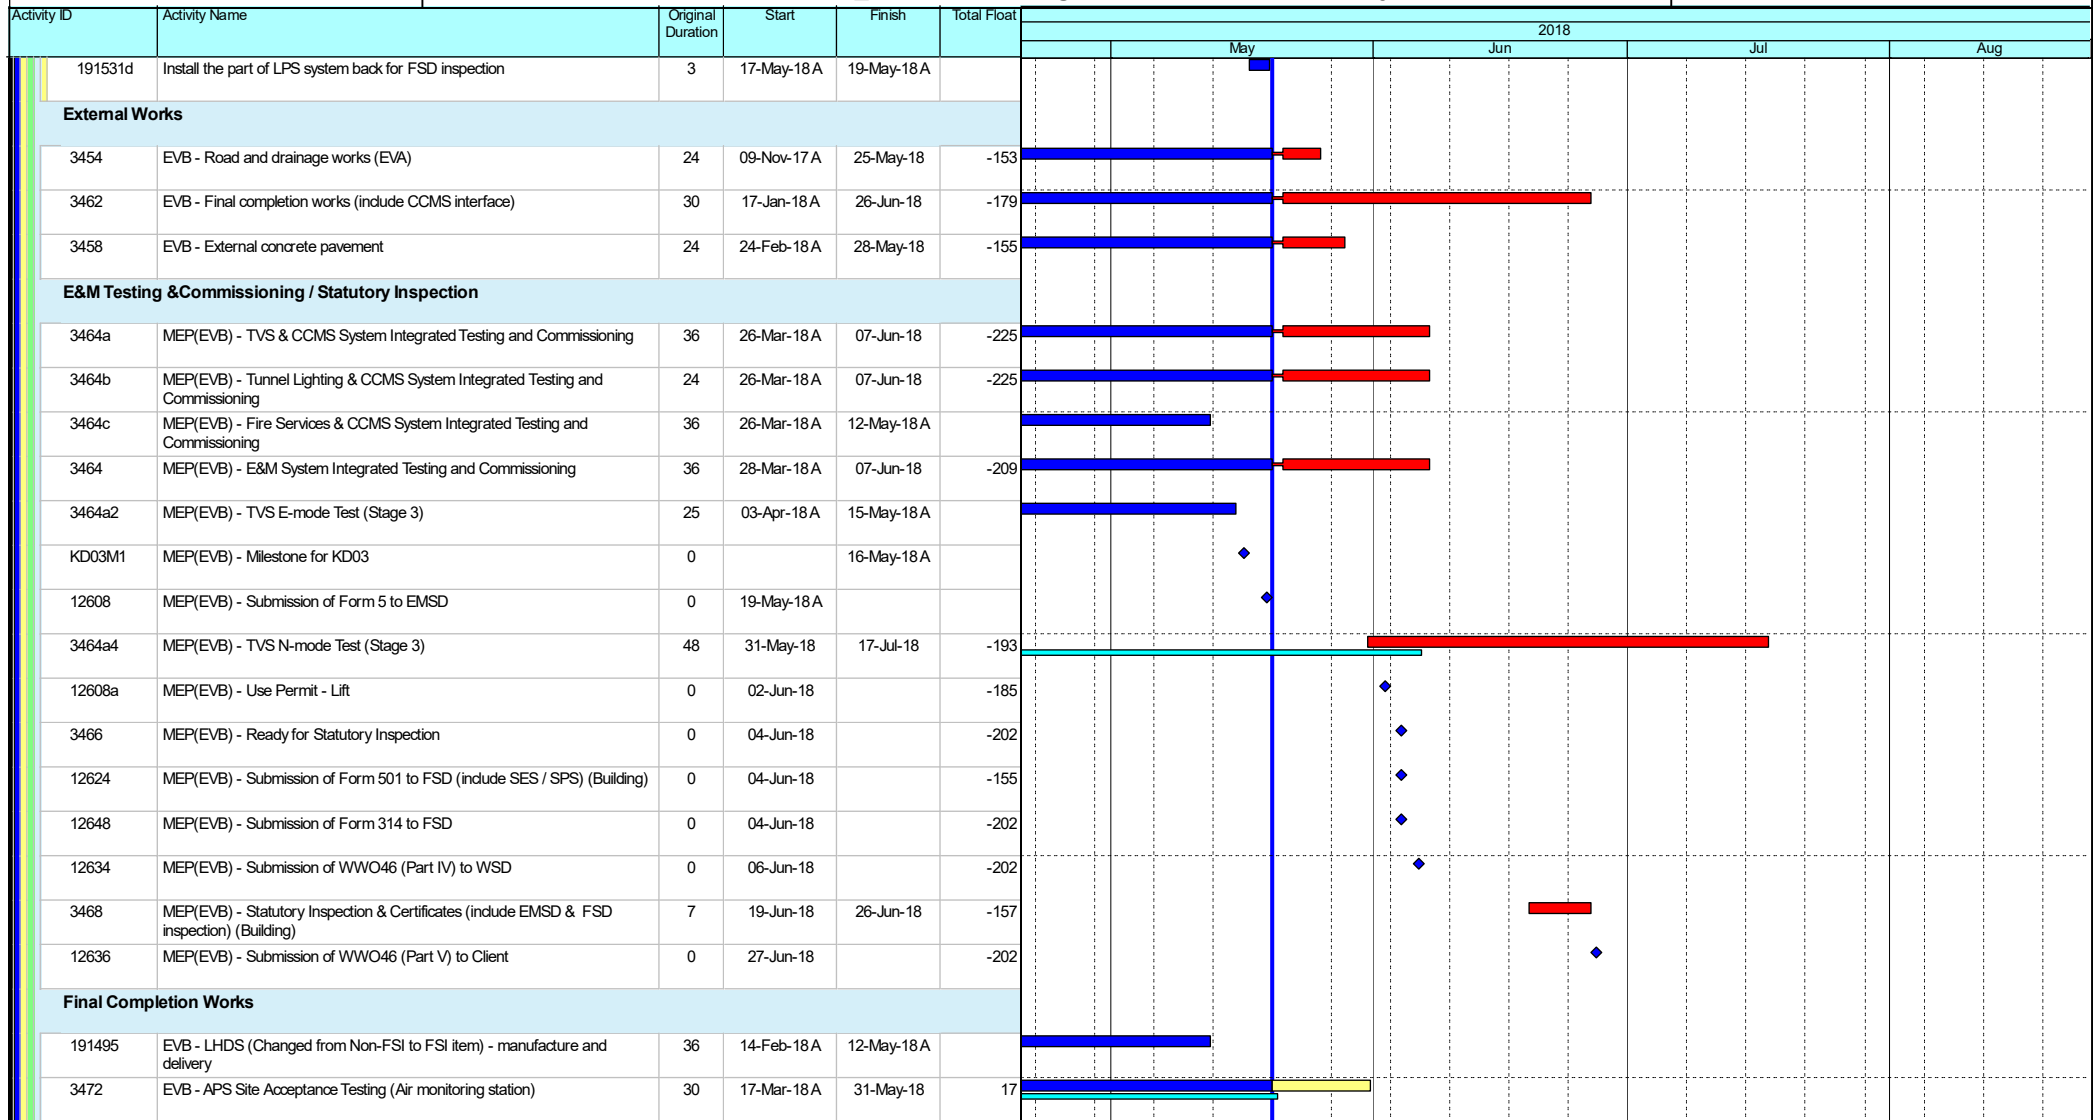 Activity ID Activity Name Original Duration Start Finish Total Float
2018
May Jun Jul Aug
191531d Install the part of LPS system back for FSD inspection 3 17-May-18 A 19-May-18 A
External Works
3454 EVB - Road and drainage works (EVA) 24 09-Nov-17 A 25-May-18 -153
3462 EVB - Final completion works (include CCMS interface) 30 17-Jan-18 A 26-Jun-18 -179
3458 EVB - External concrete pavement 24 24-Feb-18 A 28-May-18 -155
E&M Testing &Commissioning / Statutory Inspection
3464a MEP(EVB) - TVS & CCMS System Integrated Testing and Commissioning 36 26-Mar-18 A 07-Jun-18 -225
3464b MEP(EVB) - Tunnel Lighting & CCMS System Integrated Testing and 24 26-Mar-18 A 07-Jun-18 -225
Commissioning
3464c MEP(EVB) - Fire Services & CCMS System Integrated Testing and 36 26-Mar-18 A 12-May-18 A
Commissioning
3464 MEP(EVB) - E&M System Integrated Testing and Commissioning 36 28-Mar-18 A 07-Jun-18 -209
3464a2 MEP(EVB) - TVS E-mode Test (Stage 3) 25 03-Apr-18 A 15-May-18 A
KD03M1 MEP(EVB) - Milestone for KD03 0 16-May-18 A
12608 MEP(EVB) - Submission of Form 5 to EMSD 0 19-May-18 A
3464a4 MEP(EVB) - TVS N-mode Test (Stage 3) 48 31-May-18 17-Jul-18 -193
12608a MEP(EVB) - Use Permit - Lift 0 02-Jun-18 -185
3466 MEP(EVB) - Ready for Statutory Inspection 0 04-Jun-18 -202
12624 MEP(EVB) - Submission of Form 501 to FSD (include SES / SPS) (Building) 0 04-Jun-18 -155
12648 MEP(EVB) - Submission of Form 314 to FSD 0 04-Jun-18 -202
12634 MEP(EVB) - Submission of WWO46 (Part IV) to WSD 0 06-Jun-18 -202
3468 MEP(EVB) - Statutory Inspection & Certificates (include EMSD & FSD 7 19-Jun-18 26-Jun-18 -157
inspection) (Building)
12636 MEP(EVB) - Submission of WWO46 (Part V) to Client 0 27-Jun-18 -202
Final Completion Works
191495 EVB - LHDS (Changed from Non-FSI to FSI item) - manufacture and 36 14-Feb-18 A 12-May-18 A
delivery
3472 EVB - APS Site Acceptance Testing (Air monitoring station) 30 17-Mar-18 A 31-May-18 17